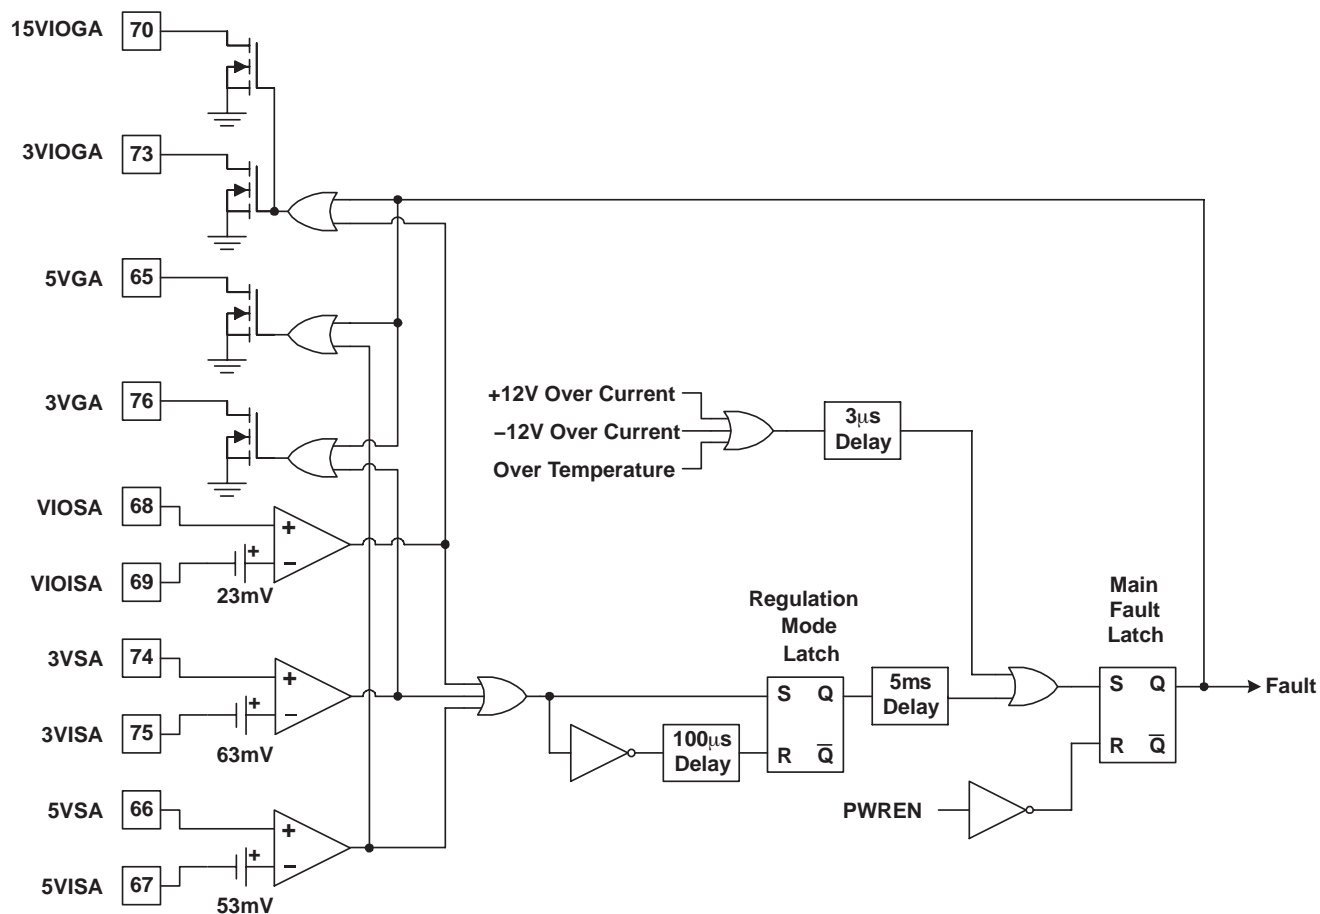 15VIOGA 70
3VIOGA 73
5VGA 65
3VGA 76
+12V Over Current
–12V Over Current
Over Temperature
3μs
Delay
VIOSA 68
+
+
–
VIOISA 69
23mV
3VSA 74
+
+
–
3VISA 75
63mV
5VSA 66
+
+
–
5VISA 67
53mV
100μs
Delay
Regulation
Mode
Latch
S Q
R Q̅
5ms
Delay
Main
Fault
Latch
S Q
R Q̅
Fault
PWREN